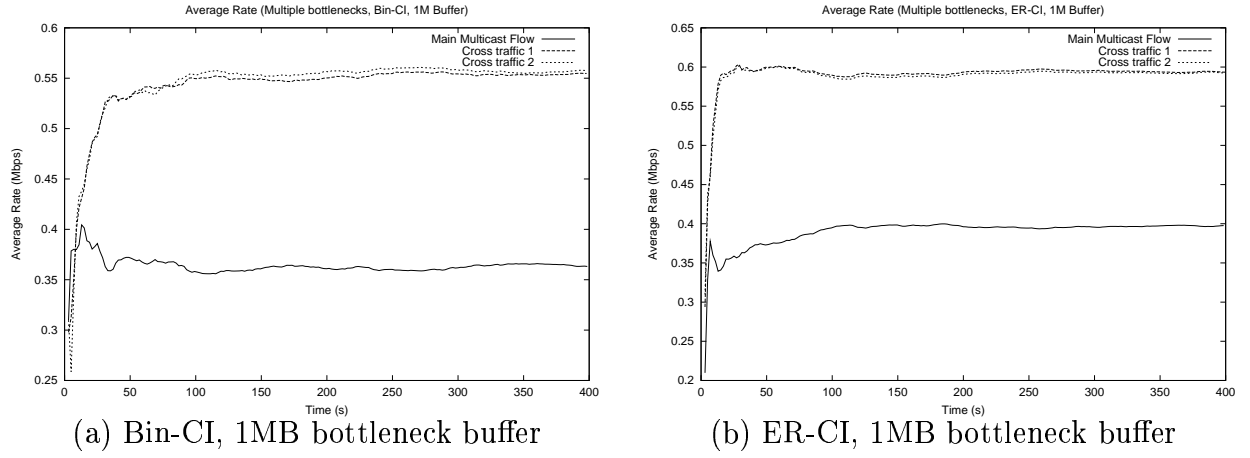 Average Rate (Multiple bottlenecks, Bin-CI, 1M Buffer)
Main Multicast Flow
Cross traffic 1
Cross traffic 2
Average Rate (Mbps)
0.6
0.55
0.5
0.45
0.4
0.35
0.3
0.25
0 50 100 150 200 250 300 350 400
Time (s)
(a) Bin-CI, 1MB bottleneck buffer
Average Rate (Multiple bottlenecks, ER-CI, 1M Buffer)
Main Multicast Flow
Cross traffic 1
Cross traffic 2
Average Rate (Mbps)
0.65
0.6
0.55
0.5
0.45
0.4
0.35
0.3
0.25
0.2
0 50 100 150 200 250 300 350 400
Time (s)
(b) ER-CI, 1MB bottleneck buffer